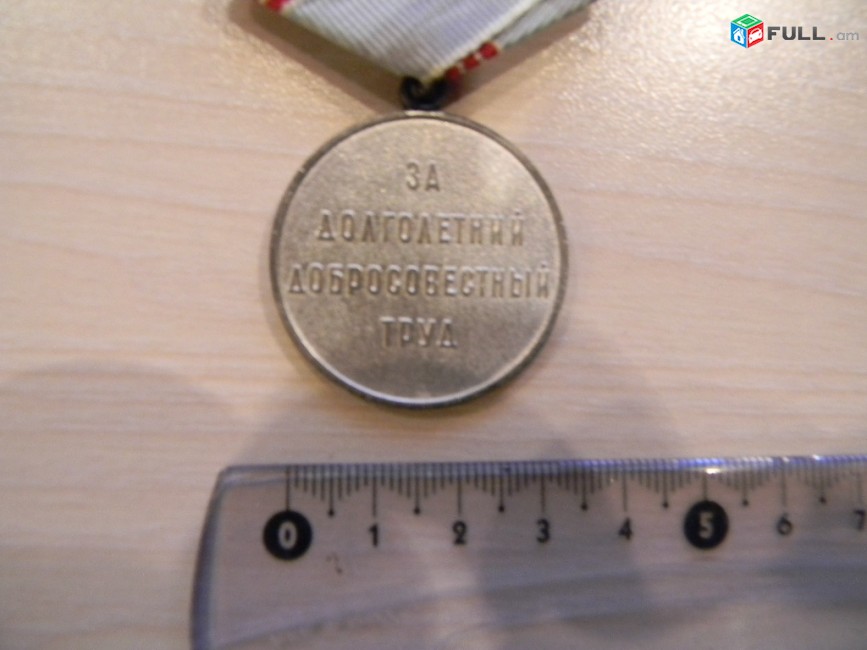 FULL.am
ЗА
ДОЛГОЛЕТНИЙ
ДОБРОСОВЕСТНЫЙ
ТРУД
0 1 2 3 4 5 6 7